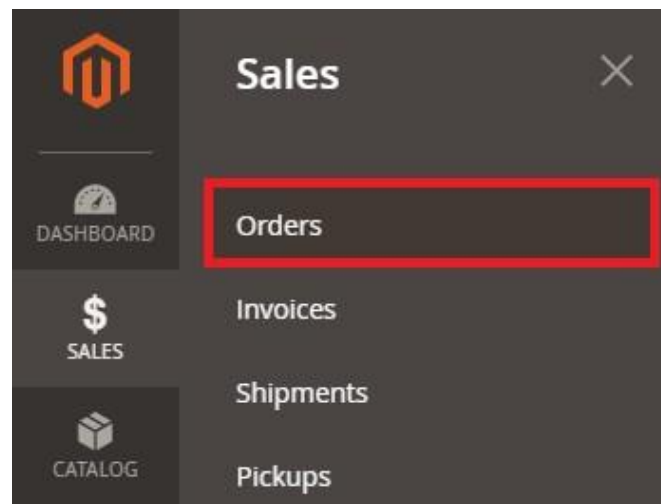 Sales
DASHBOARD
Orders
SALES
Invoices
Shipments
CATALOG
Pickups